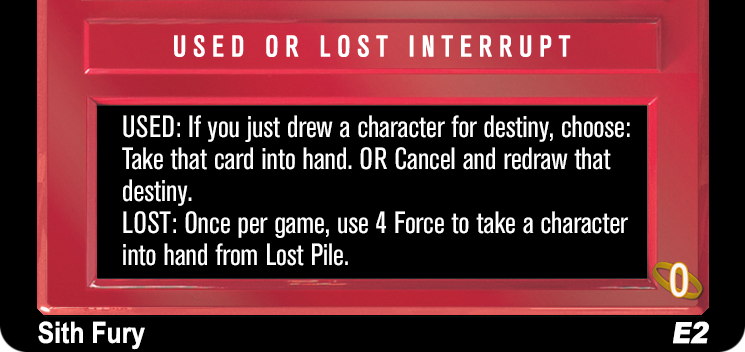 USED OR LOST INTERRUPT
USED: If you just drew a character for destiny, choose:
Take that card into hand. OR Cancel and redraw that
destiny.
LOST: Once per game, use 4 Force to take a character
into hand from Lost Pile.
0
Sith Fury E2